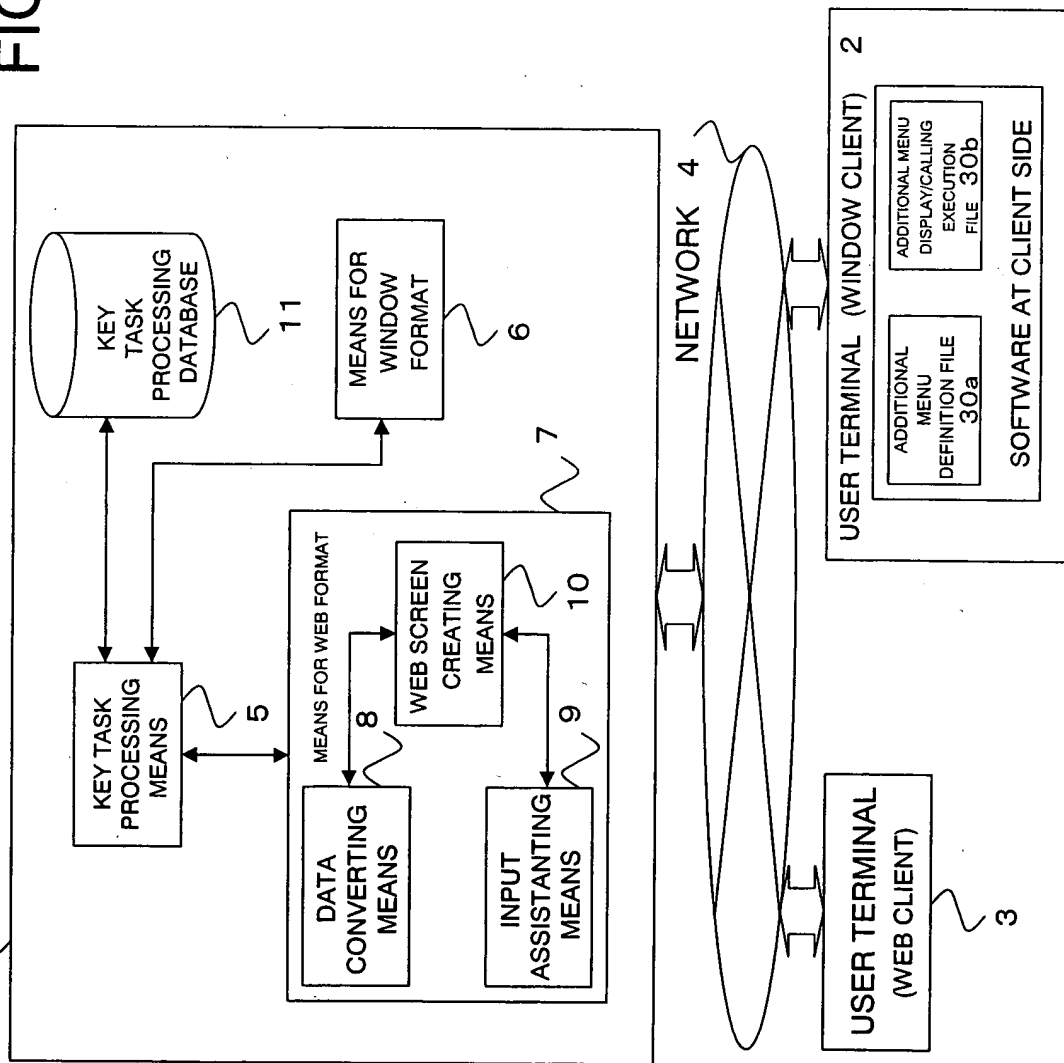 FIG
KEY TASK
PROCESSING
MEANS
5
KEY
TASK
PROCESSING
DATABASE
11
MEANS FOR
WINDOW
FORMAT
6
7
MEANS FOR WEB FORMAT
DATA
CONVERTING
MEANS
8
WEB SCREEN
CREATING
MEANS
10
INPUT
ASSISTANTING
MEANS
9
NETWORK
4
USER TERMINAL
(WEB CLIENT)
3
USER TERMINAL (WINDOW CLIENT)
2
ADDITIONAL
MENU
DEFINITION FILE
30a
ADDITIONAL MENU
DISPLAY/CALLING
EXECUTION
FILE 30b
SOFTWARE AT CLIENT SIDE